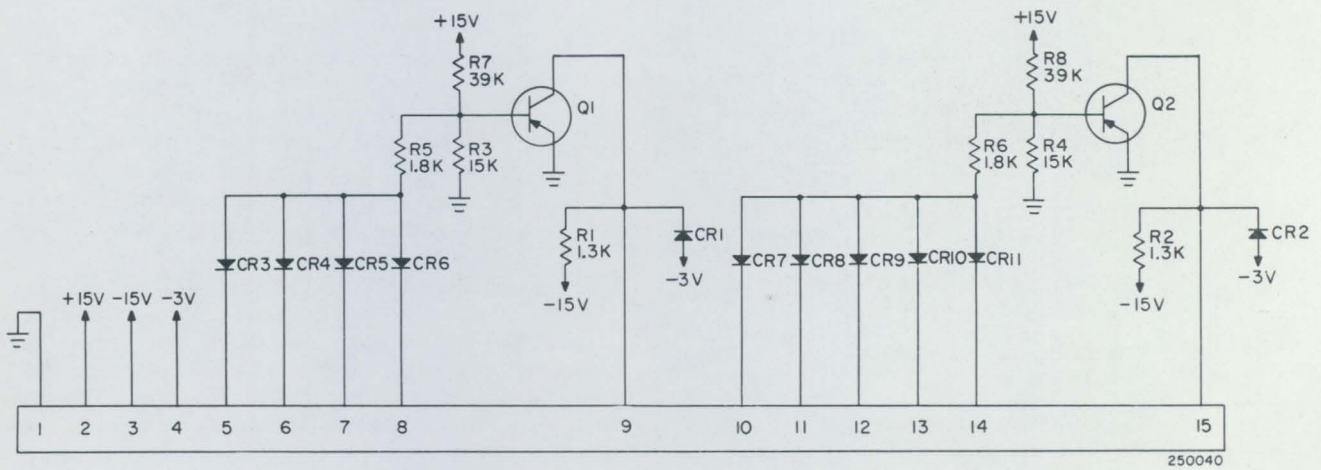 +15V
R7
39K
Q1
R5
1.8K
R3
15K
R1
1.3K
-15V
CR1
-3V
CR3
CR4
CR5
CR6
+15V
R8
39K
Q2
R6
1.8K
R4
15K
R2
1.3K
-15V
CR2
-3V
CR7
CR8
CR9
CR10
CR11
+15V -15V -3V
1 2 3 4 5 6 7 8 9 10 11 12 13 14 15
250040